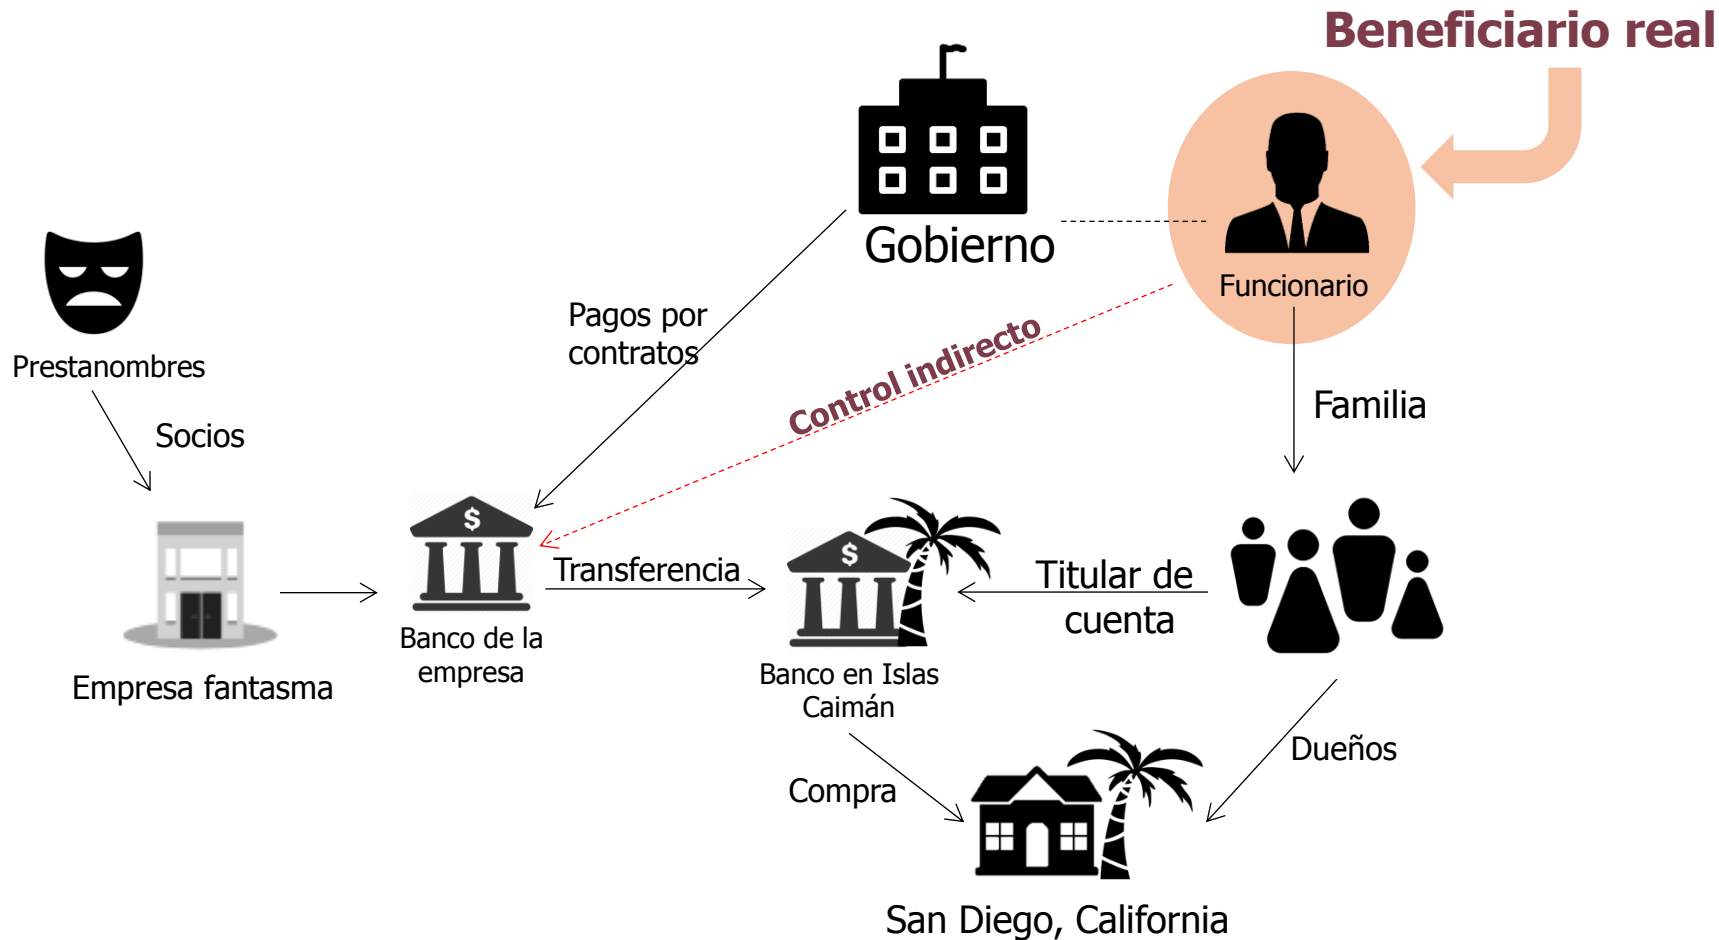 Beneficiario real
Gobierno
Funcionario
Prestanombres
Pagos por
contratos
Control indirecto
Familia
Socios
$
$
Transferencia
Titular de
cuenta
Banco de la
empresa
Empresa fantasma
Banco en Islas
Caimán
Dueños
Compra
San Diego, California